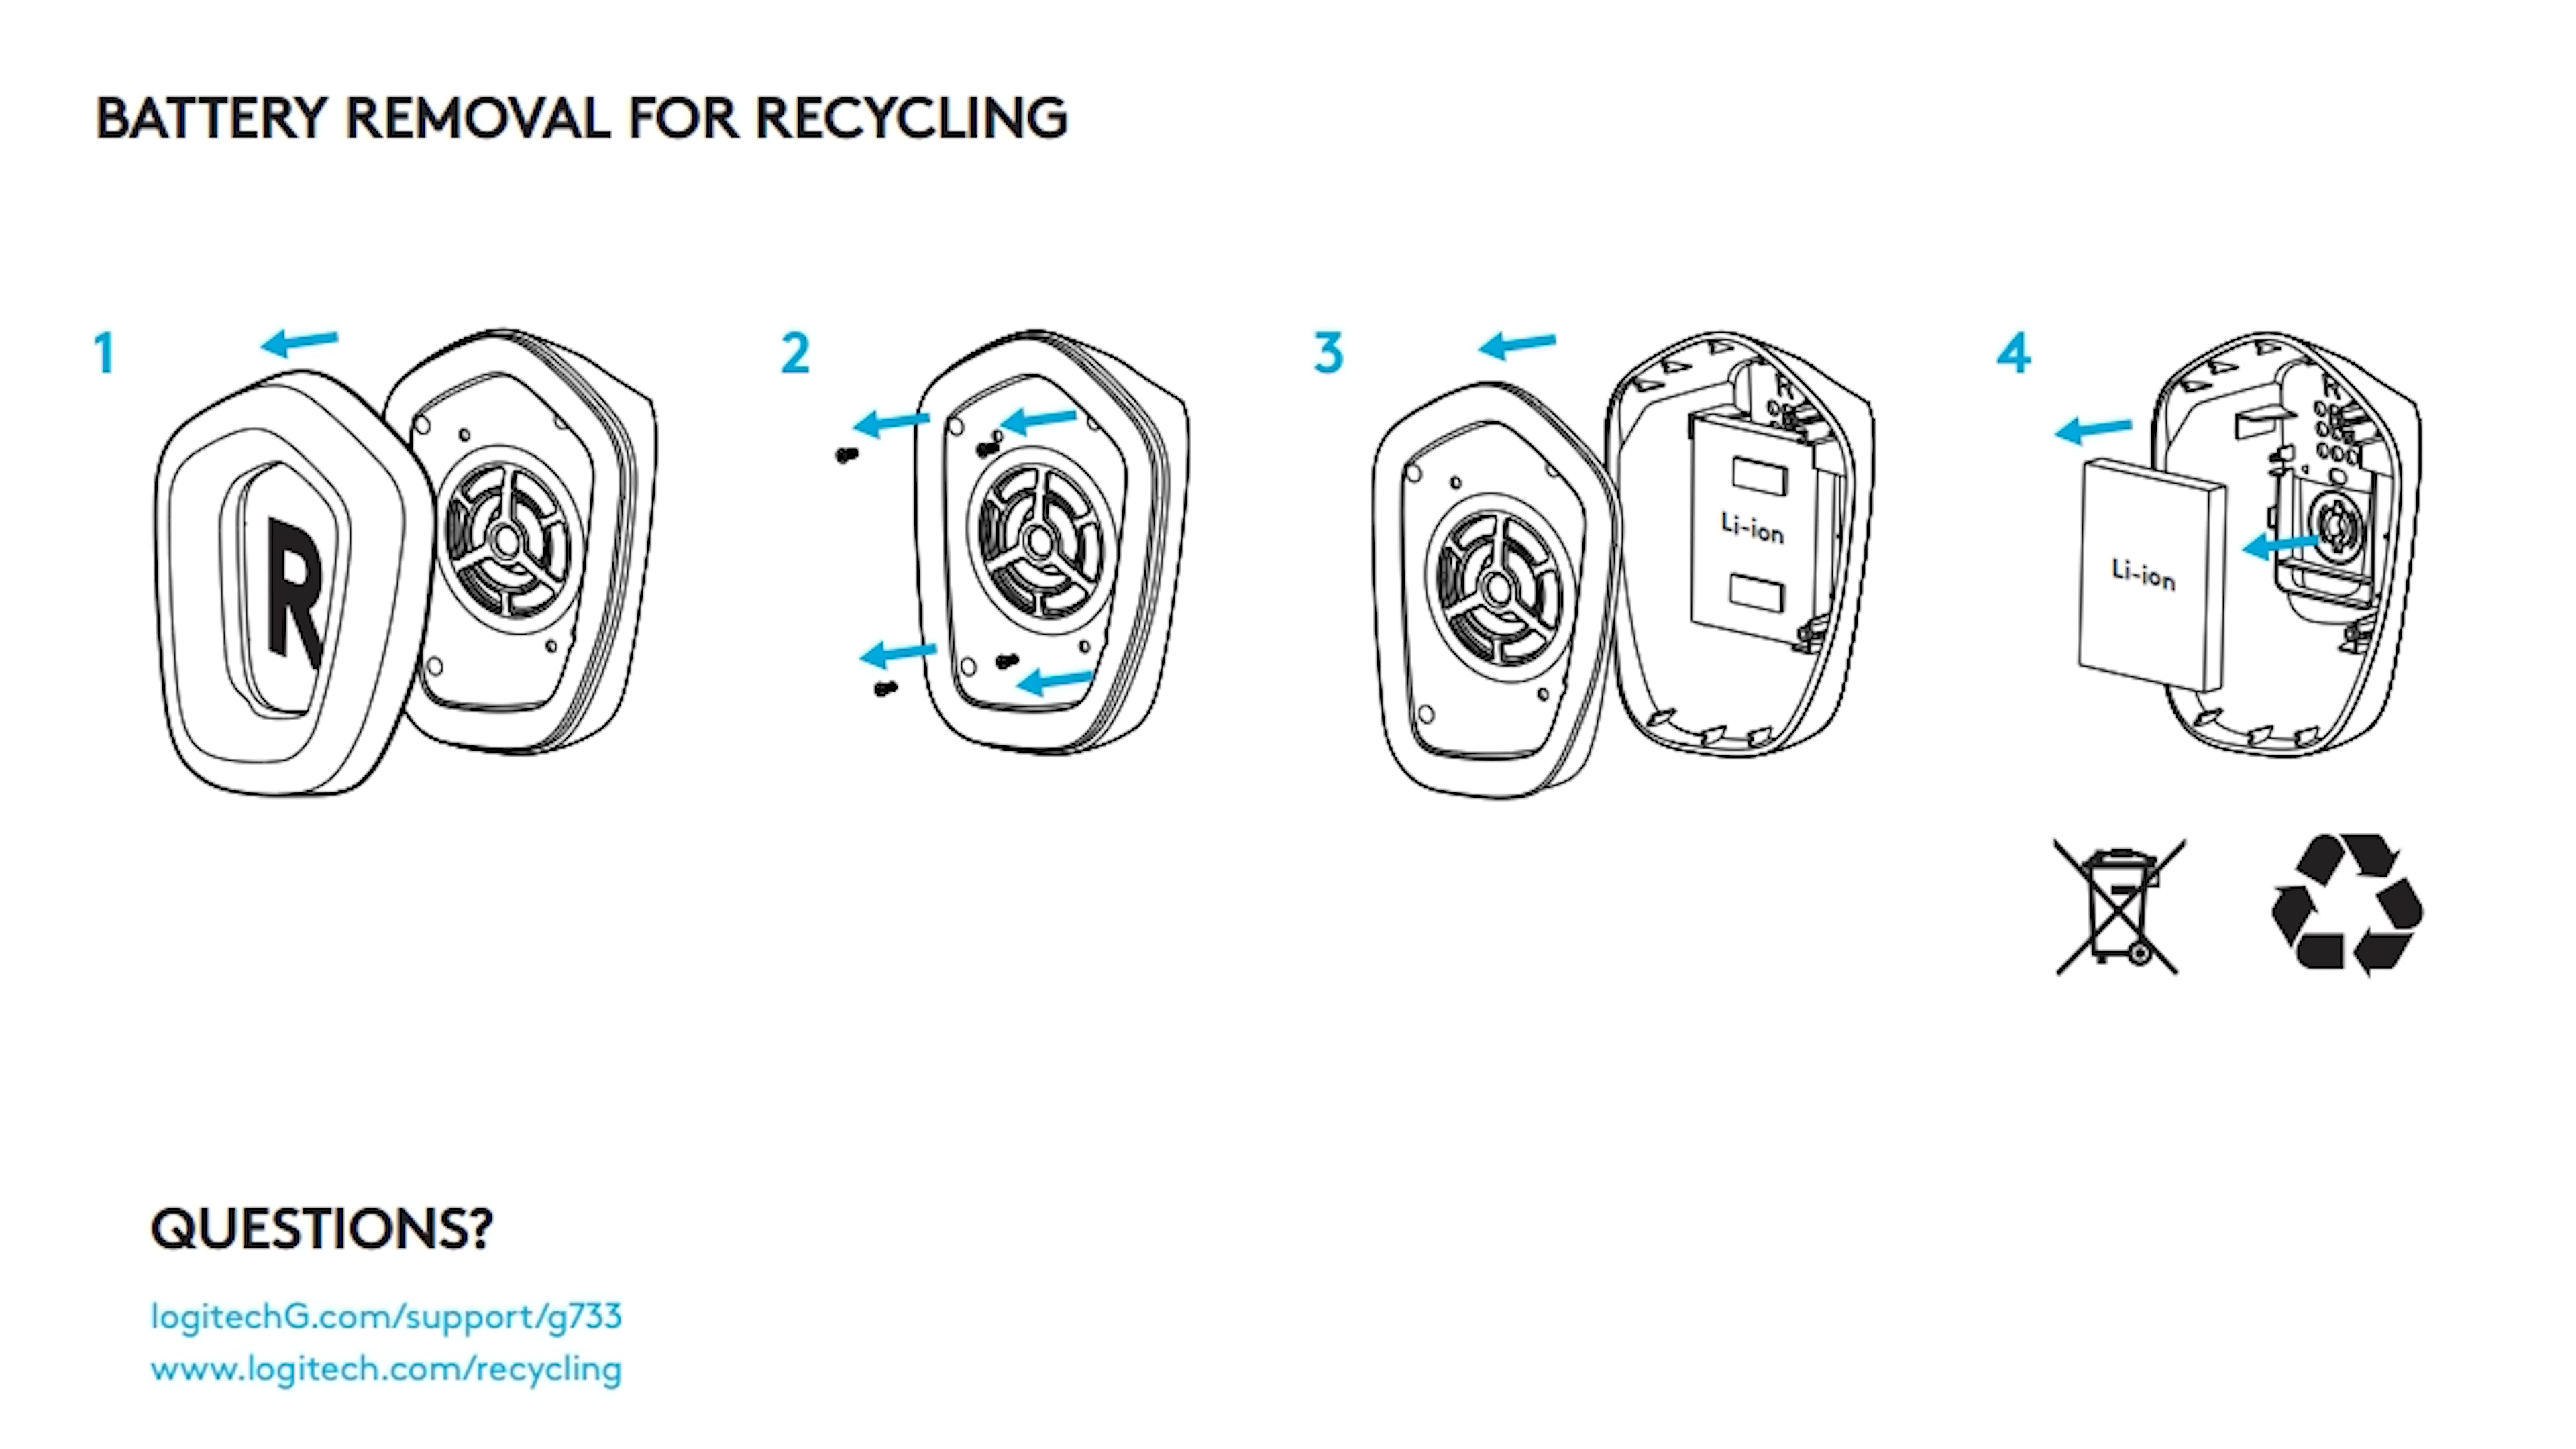 BATTERY REMOVAL FOR RECYCLING
1
2
3
4
R
Li-ion
Li-ion
QUESTIONS?
logitechG.com/support/g733
www.logitech.com/recycling